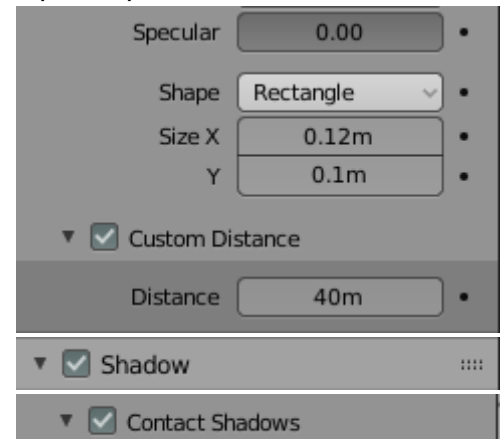 Specular 0.00
Shape Rectangle
Size X 0.12m
Y 0.1m
Custom Distance
Distance 40m
Shadow
Contact Shadows